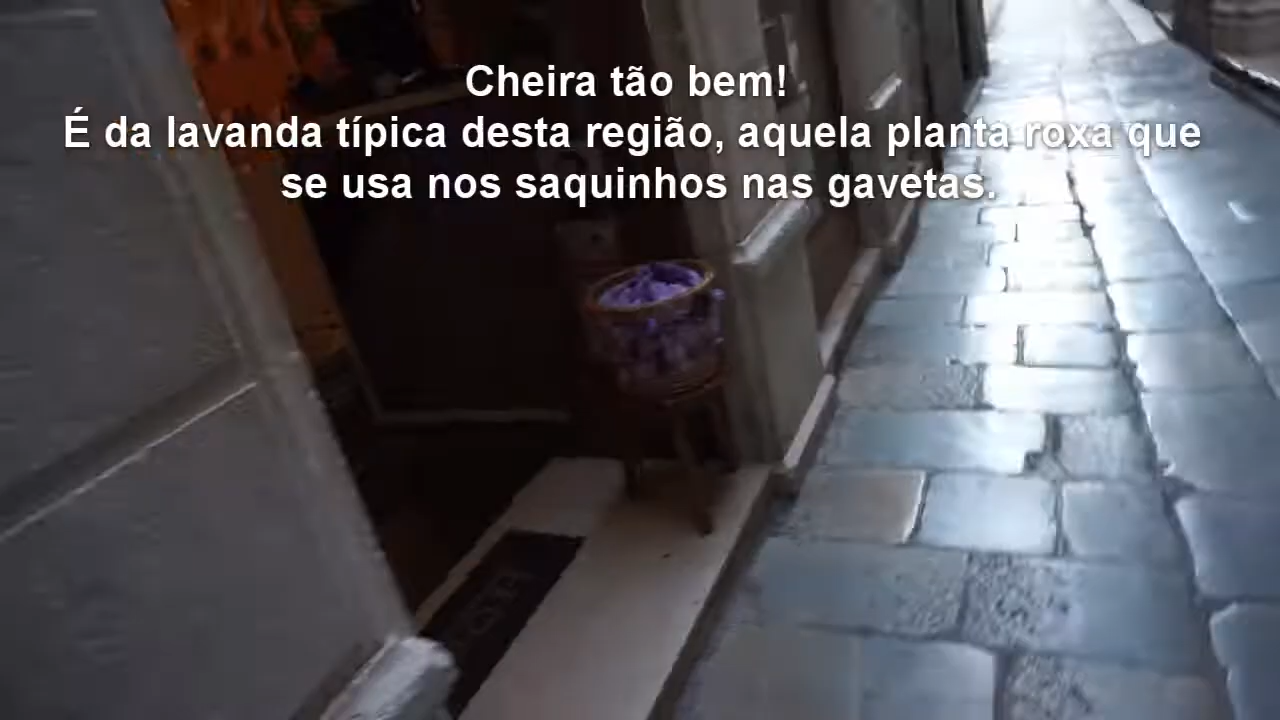 Cheira tão bem!
É da lavanda típica desta região, aquela planta roxa que
se usa nos saquinhos nas gavetas.